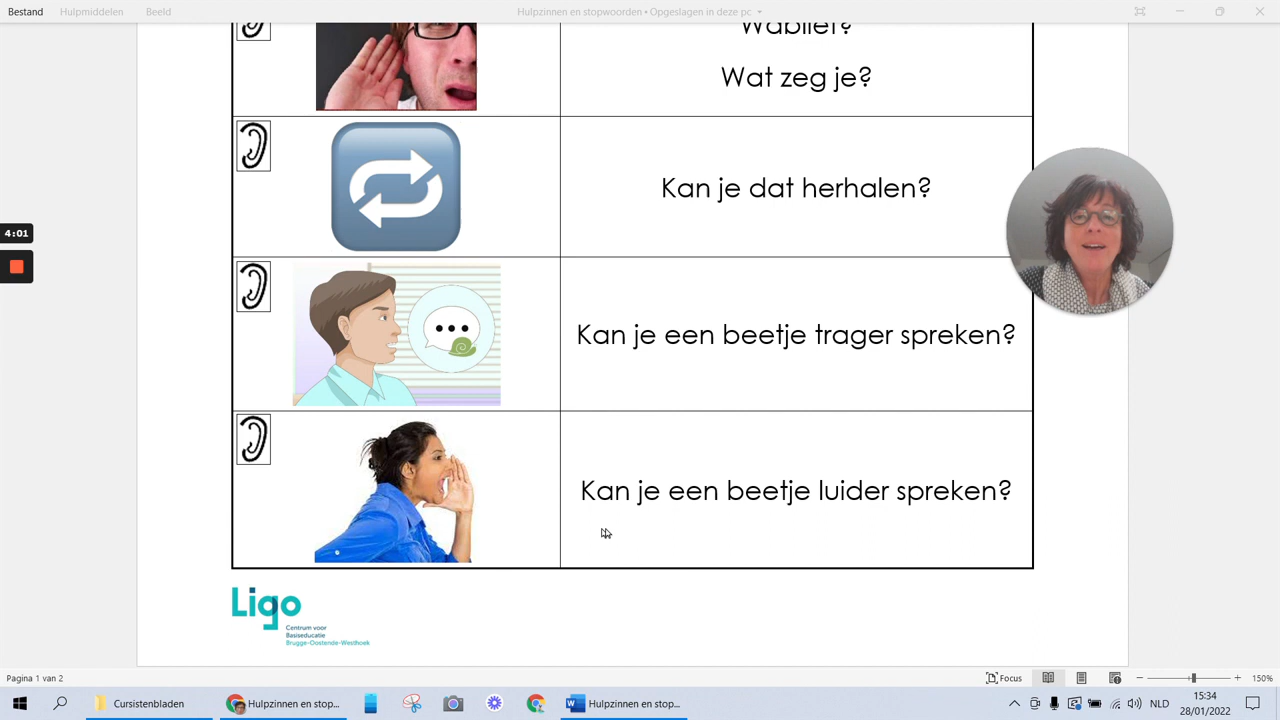 Bestand Hulpmiddelen Beeld Hulpzinnen en stopwoorden • Opgeslagen in deze pc
Wablief?
Wat zeg je?
Kan je dat herhalen?
4:01
Kan je een beetje trager spreken?
Kan je een beetje luider spreken?
Ligo
Centrum voor
Basiseducatie
Brugge-Oostende-Westhoek
Pagina 1 van 2 Focus 150%
Cursistenbladen Hulpzinnen en stop... Hulpzinnen en stop... NLD 15:34
28/01/2022